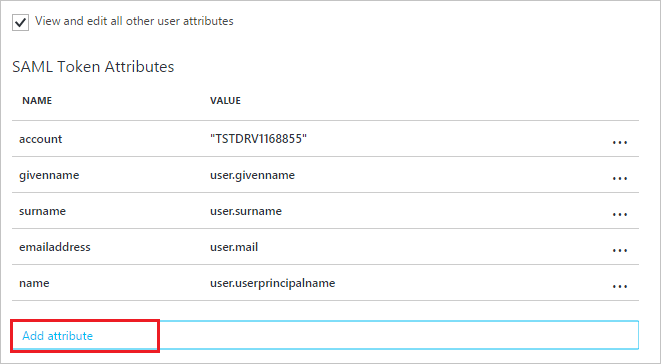 View and edit all other user attributes
SAML Token Attributes
NAME VALUE
account "TSTDRV1168855" ...
givenname user.givenname ...
surname user.surname ...
emailaddress user.mail ...
name user.userprincipalname ...
Add attribute